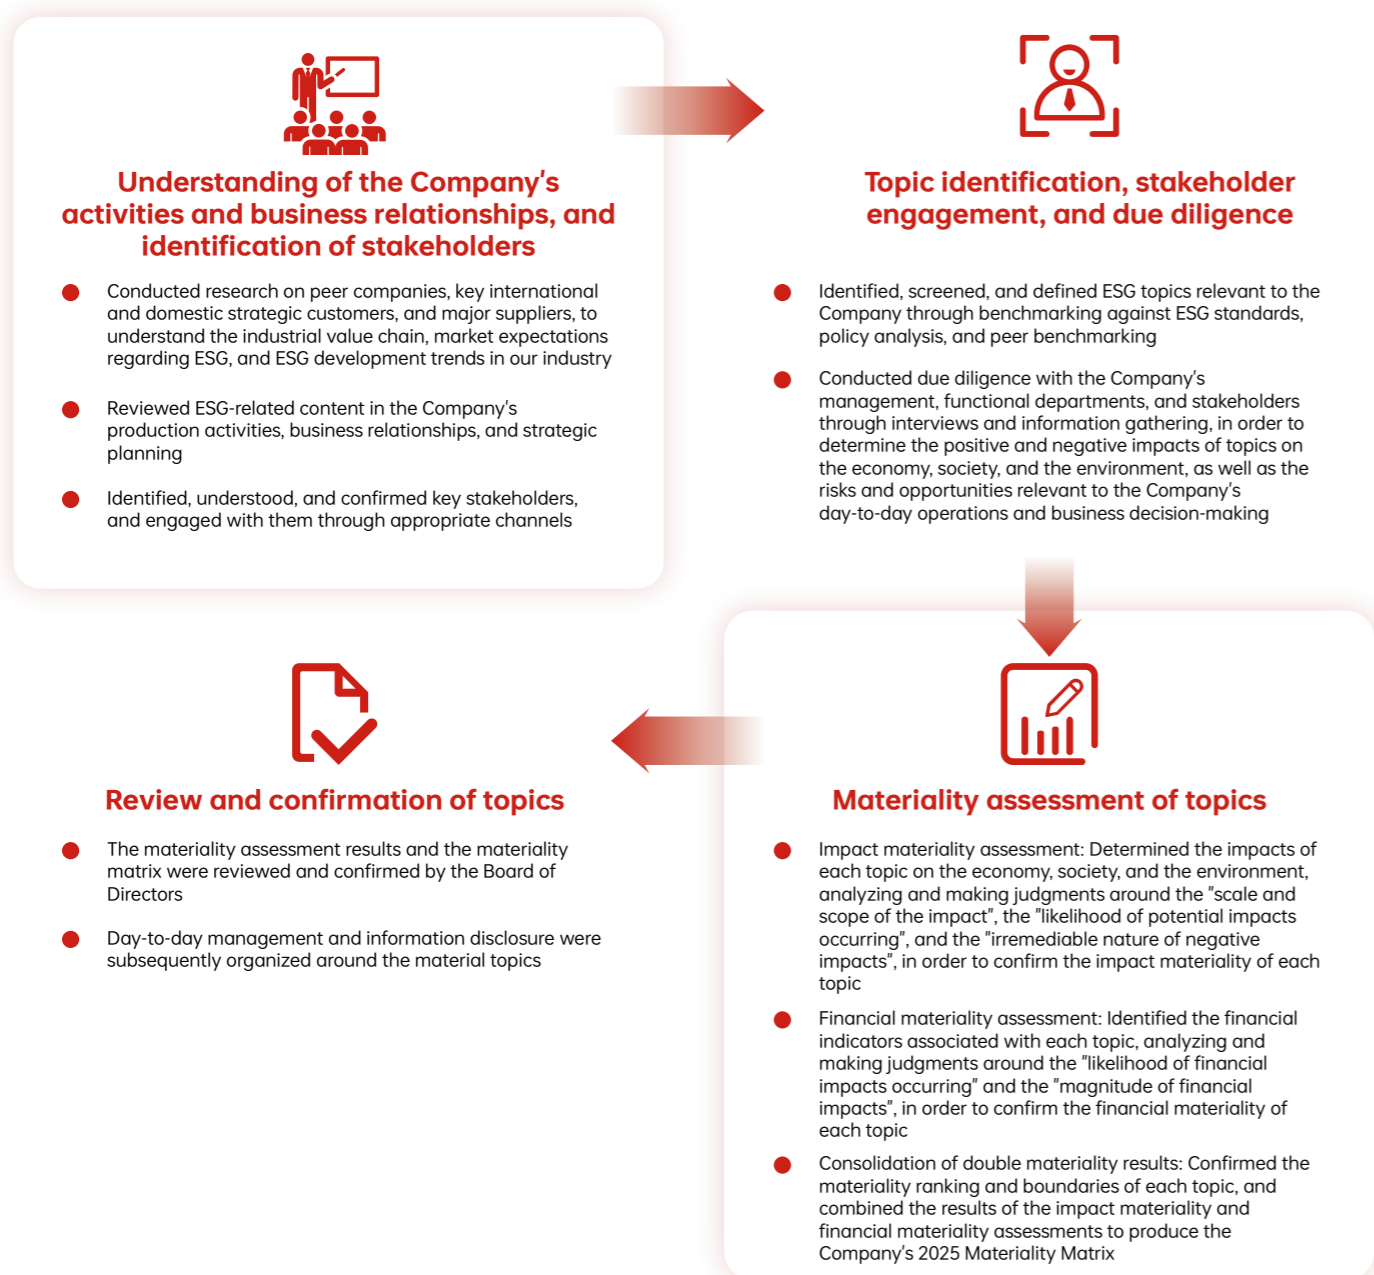 Understanding of the Company's
activities and business relationships, and
identification of stakeholders
Conducted research on peer companies, key international
and domestic strategic customers, and major suppliers, to
understand the industrial value chain, market expectations
regarding ESG, and ESG development trends in our industry
Reviewed ESG-related content in the Company's
production activities, business relationships, and strategic
planning
Identified, understood, and confirmed key stakeholders,
and engaged with them through appropriate channels
Topic identification, stakeholder
engagement, and due diligence
Identified, screened, and defined ESG topics relevant to the
Company through benchmarking against ESG standards,
policy analysis, and peer benchmarking
Conducted due diligence with the Company's
management, functional departments, and stakeholders
through interviews and information gathering, in order to
determine the positive and negative impacts of topics on
the economy, society, and the environment, as well as the
risks and opportunities relevant to the Company's
day-to-day operations and business decision-making
Materiality assessment of topics
Impact materiality assessment: Determined the impacts of
each topic on the economy, society, and the environment,
analyzing and making judgments around the "scale and
scope of the impact", the "likelihood of potential impacts
occurring", and the "irremediable nature of negative
impacts", in order to confirm the impact materiality of each
topic
Financial materiality assessment: Identified the financial
indicators associated with each topic, analyzing and
making judgments around the "likelihood of financial
impacts occurring" and the "magnitude of financial
impacts", in order to confirm the financial materiality of
each topic
Consolidation of double materiality results: Confirmed the
materiality ranking and boundaries of each topic, and
combined the results of the impact materiality and
financial materiality assessments to produce the
Company's 2025 Materiality Matrix
Review and confirmation of topics
The materiality assessment results and the materiality
matrix were reviewed and confirmed by the Board of
Directors
Day-to-day management and information disclosure were
subsequently organized around the material topics